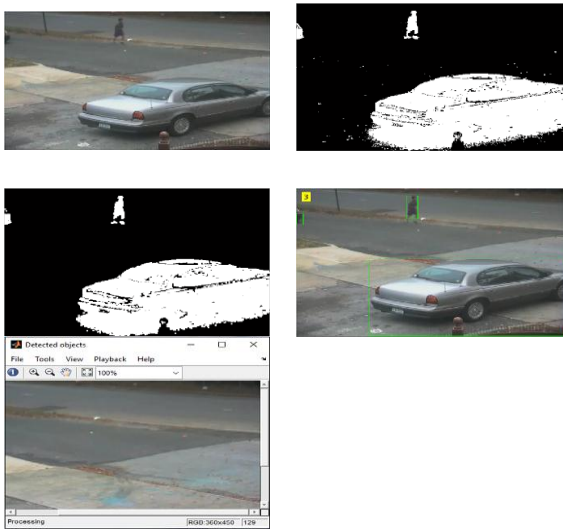 3
Detected objects
File Tools View Playback Help
100%
Processing
RGB:360x450 129